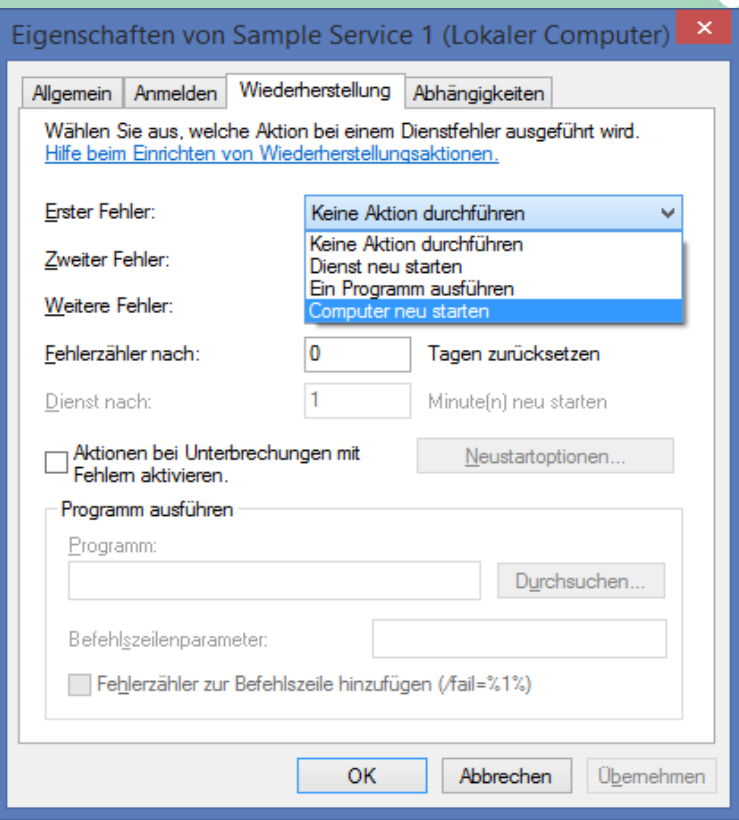 Eigenschaften von Sample Service 1 (Lokaler Computer)
Allgemein Anmelden Wiederherstellung Abhängigkeiten
Wählen Sie aus, welche Aktion bei einem Dienstfehler ausgeführt wird.
Hilfe beim Einrichten von Wiederherstellungsaktionen.
Erster Fehler: Keine Aktion durchführen
Keine Aktion durchführen
Zweiter Fehler: Dienst neu starten
Ein Programm ausführen
Weitere Fehler: Computer neu starten
Fehlerzähler nach: 0 Tagen zurücksetzen
Dienst nach: 1 Minute(n) neu starten
Aktionen bei Unterbrechungen mit
Fehlern aktivieren.
Neustartoptionen...
Programm ausführen
Programm:
Durchsuchen...
Befehlszeilenparameter:
Fehlerzähler zur Befehlszeile hinzufügen (/fail=%1%)
OK Abbrechen Übernehmen